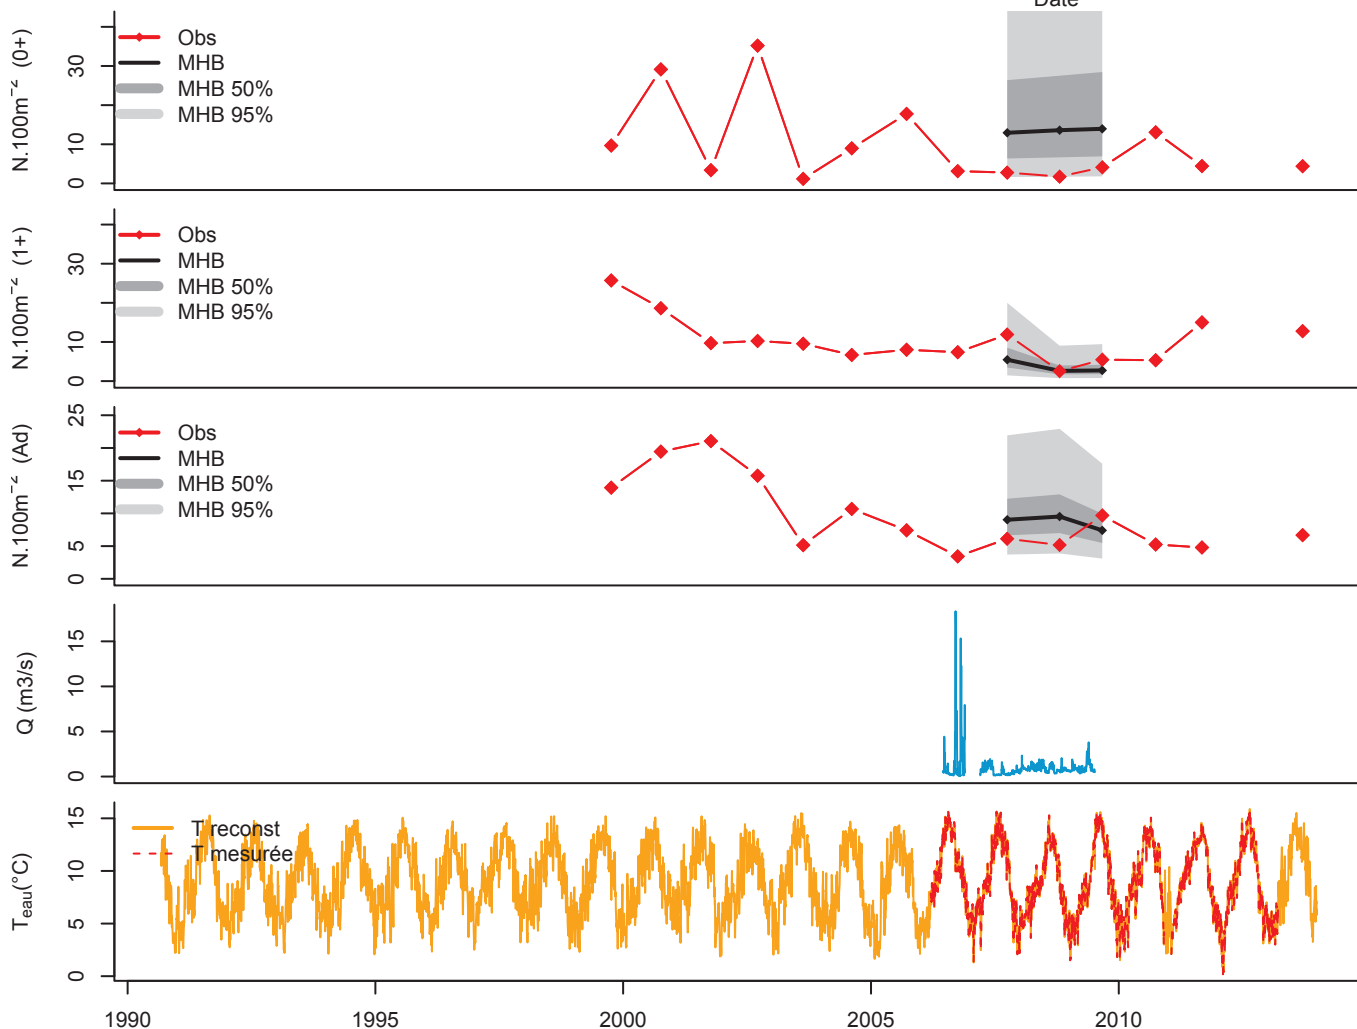 Date
N.100m⁻² (0+)
30
10
0
Obs
MHB
MHB 50%
MHB 95%
N.100m⁻² (1+)
30
10
0
Obs
MHB
MHB 50%
MHB 95%
N.100m⁻² (Ad)
25
15
5
0
Obs
MHB
MHB 50%
MHB 95%
Q (m3/s)
15
10
5
0
Teau(°C)
15
10
5
0
T reconst
T mesurée
1990 1995 2000 2005 2010